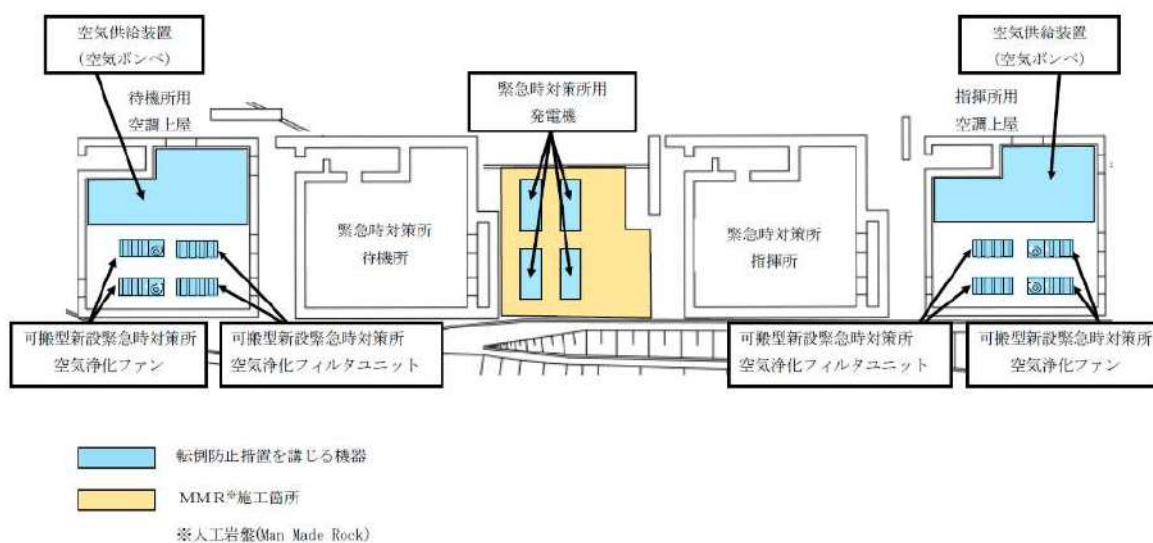 空気供給装置
(空気ボンベ)
空気供給装置
(空気ボンベ)
緊急時対策所用
発電機
待機所用
空調上屋
指揮所用
空調上屋
緊急時対策所
待機所
緊急時対策所
指揮所
可搬型新設緊急時対策所
空気浄化ファン
可搬型新設緊急時対策所
空気浄化フィルタユニット
可搬型新設緊急時対策所
空気浄化フィルタユニット
可搬型新設緊急時対策所
空気浄化ファン
転倒防止措置を講じる機器
MMR※施工箇所
※人工岩盤(Man Made Rock)